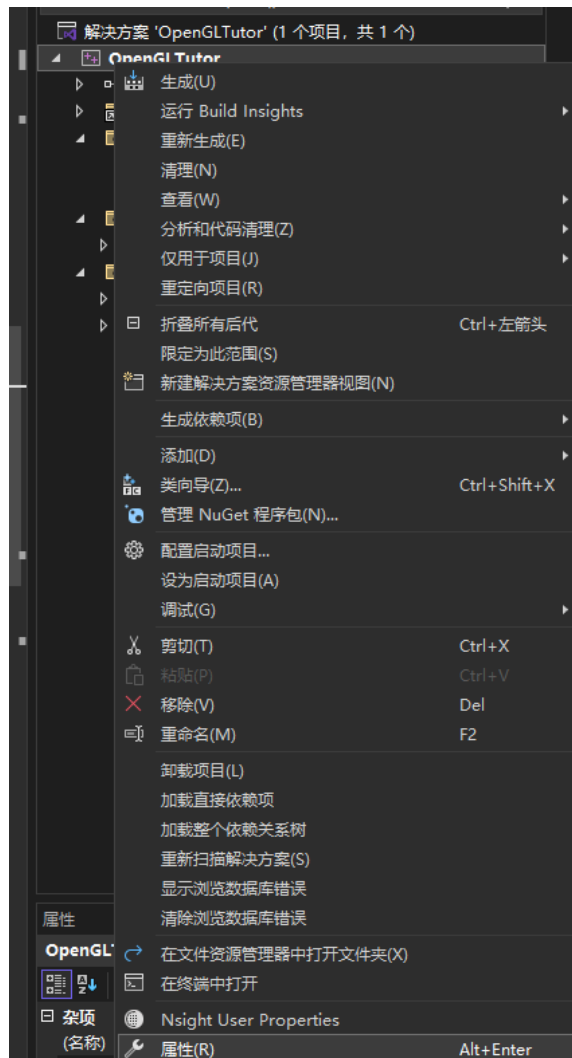 解决方案 'OpenGLTutor' (1 个项目，共 1 个)
OpenGLTutor
生成(U)
运行 Build Insights
重新生成(E)
清理(N)
查看(W)
分析和代码清理(Z)
仅用于项目(J)
重定向项目(R)
折叠所有后代 Ctrl+左箭头
限定为此范围(S)
新建解决方案资源管理器视图(N)
生成依赖项(B)
添加(D)
类向导(Z)... Ctrl+Shift+X
管理 NuGet 程序包(N)...
配置启动项目...
设为启动项目(A)
调试(G)
剪切(T) Ctrl+X
粘贴(P) Ctrl+V
移除(V) Del
重命名(M) F2
卸载项目(L)
加载直接依赖项
加载整个依赖关系树
重新扫描解决方案(S)
显示浏览数据库错误
清除浏览数据库错误
属性
OpenGL
在文件资源管理器中打开文件夹(X)
在终端中打开
杂项
Nsight User Properties
(名称)
属性(R) Alt+Enter